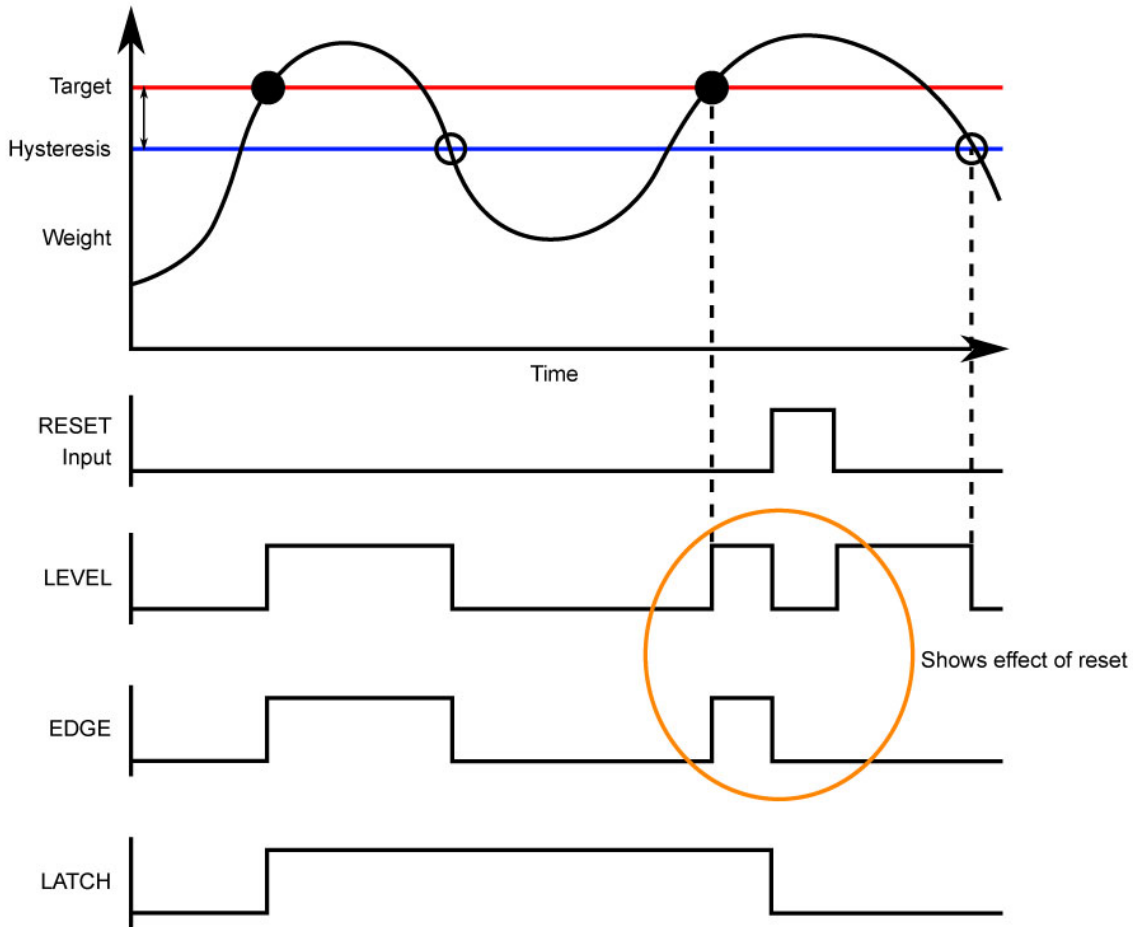 Target
Hysteresis
Weight
Time
RESET
Input
LEVEL
Shows effect of reset
EDGE
LATCH